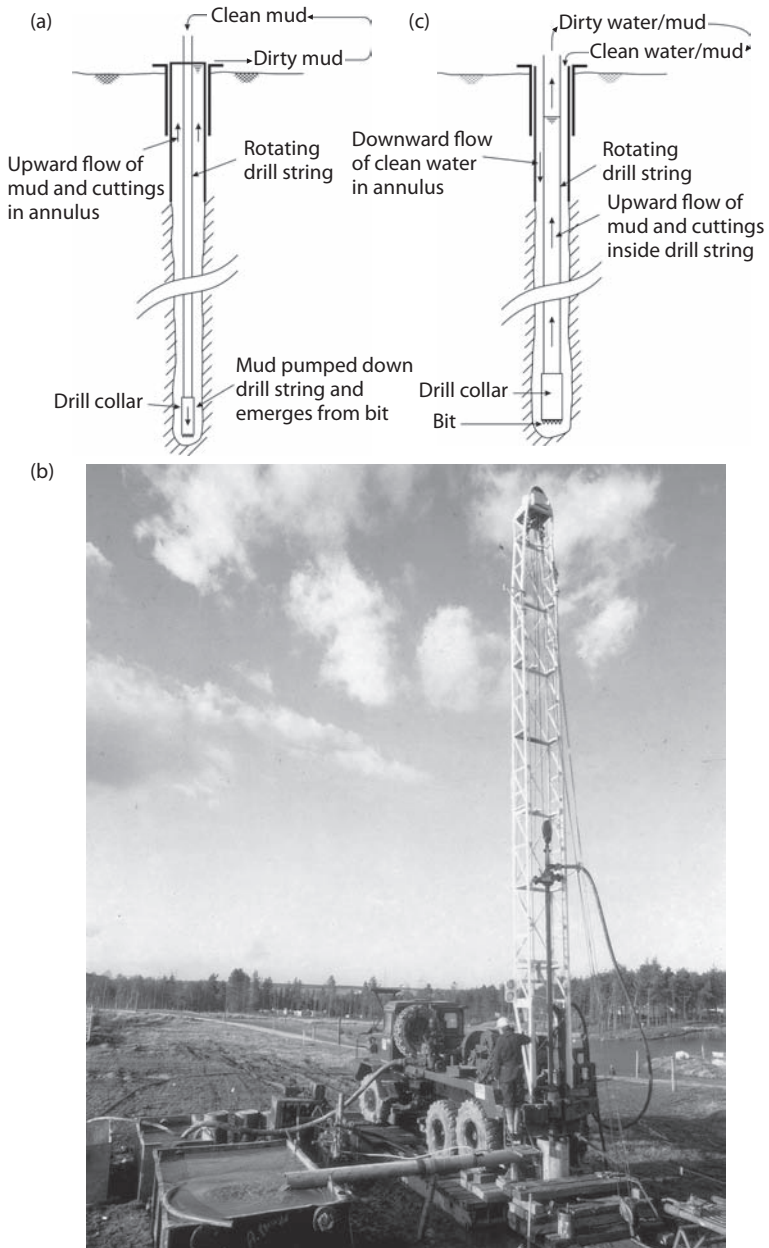 (a)
Clean mud
Dirty mud
Upward flow of
mud and cuttings
in annulus
Rotating
drill string
Drill collar
Mud pumped down
drill string and
emerges from bit
(c)
Dirty water/mud
Clean water/mud
Downward flow
of clean water
in annulus
Rotating
drill string
Upward flow of
mud and cuttings
inside drill string
Drill collar
Bit
(b)